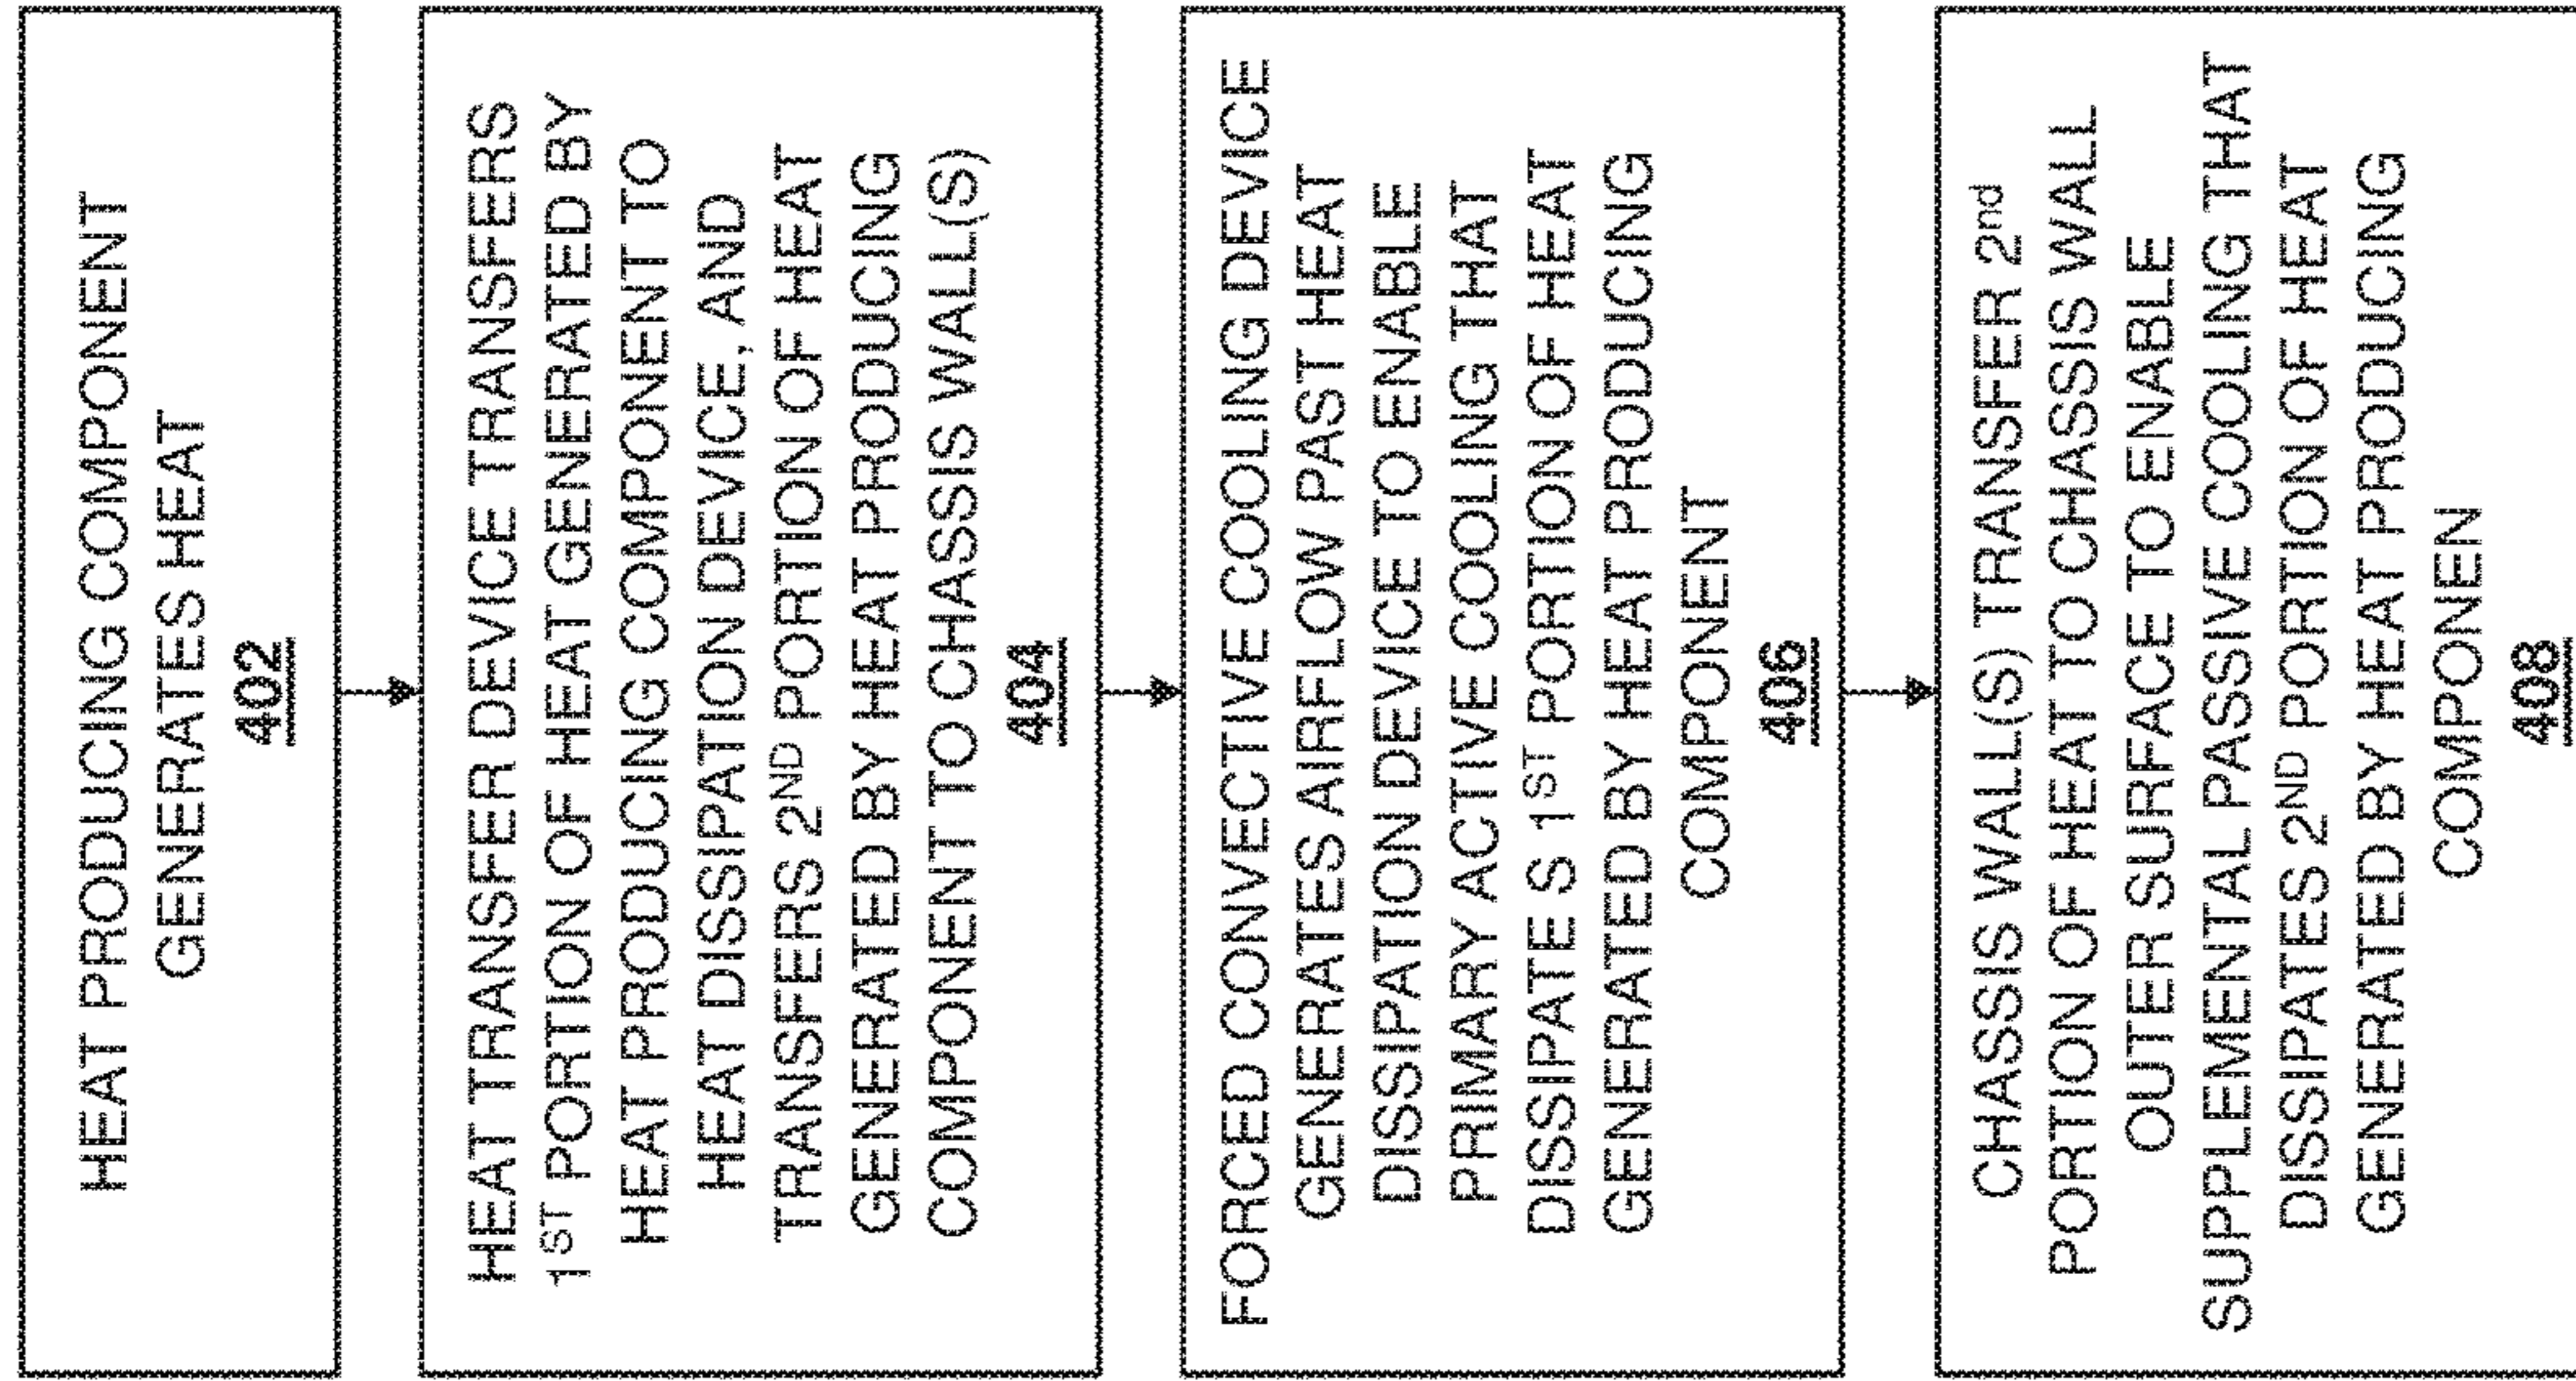 HEAT PRODUCING COMPONENT
GENERATES HEAT
402
HEAT TRANSFER DEVICE TRANSFERS
1ST PORTION OF HEAT GENERATED BY
HEAT PRODUCING COMPONENT TO
HEAT DISSIPATION DEVICE, AND
TRANSFERS 2ND PORTION OF HEAT
GENERATED BY HEAT PRODUCING
COMPONENT TO CHASSIS WALL(S)
404
FORCED CONVECTIVE COOLING DEVICE
GENERATES AIRFLOW PAST HEAT
DISSIPATION DEVICE TO ENABLE
PRIMARY ACTIVE COOLING THAT
DISSIPATE S 1ST PORTION OF HEAT
GENERATED BY HEAT PRODUCING
COMPONENT
406
CHASSIS WALL(S) TRANSFER 2nd
PORTION OF HEAT TO CHASSIS WALL
OUTER SURFACE TO ENABLE
SUPPLEMENTAL PASSIVE COOLING THAT
DISSIPATES 2ND PORTION OF HEAT
GENERATED BY HEAT PRODUCING
COMPONEN
408